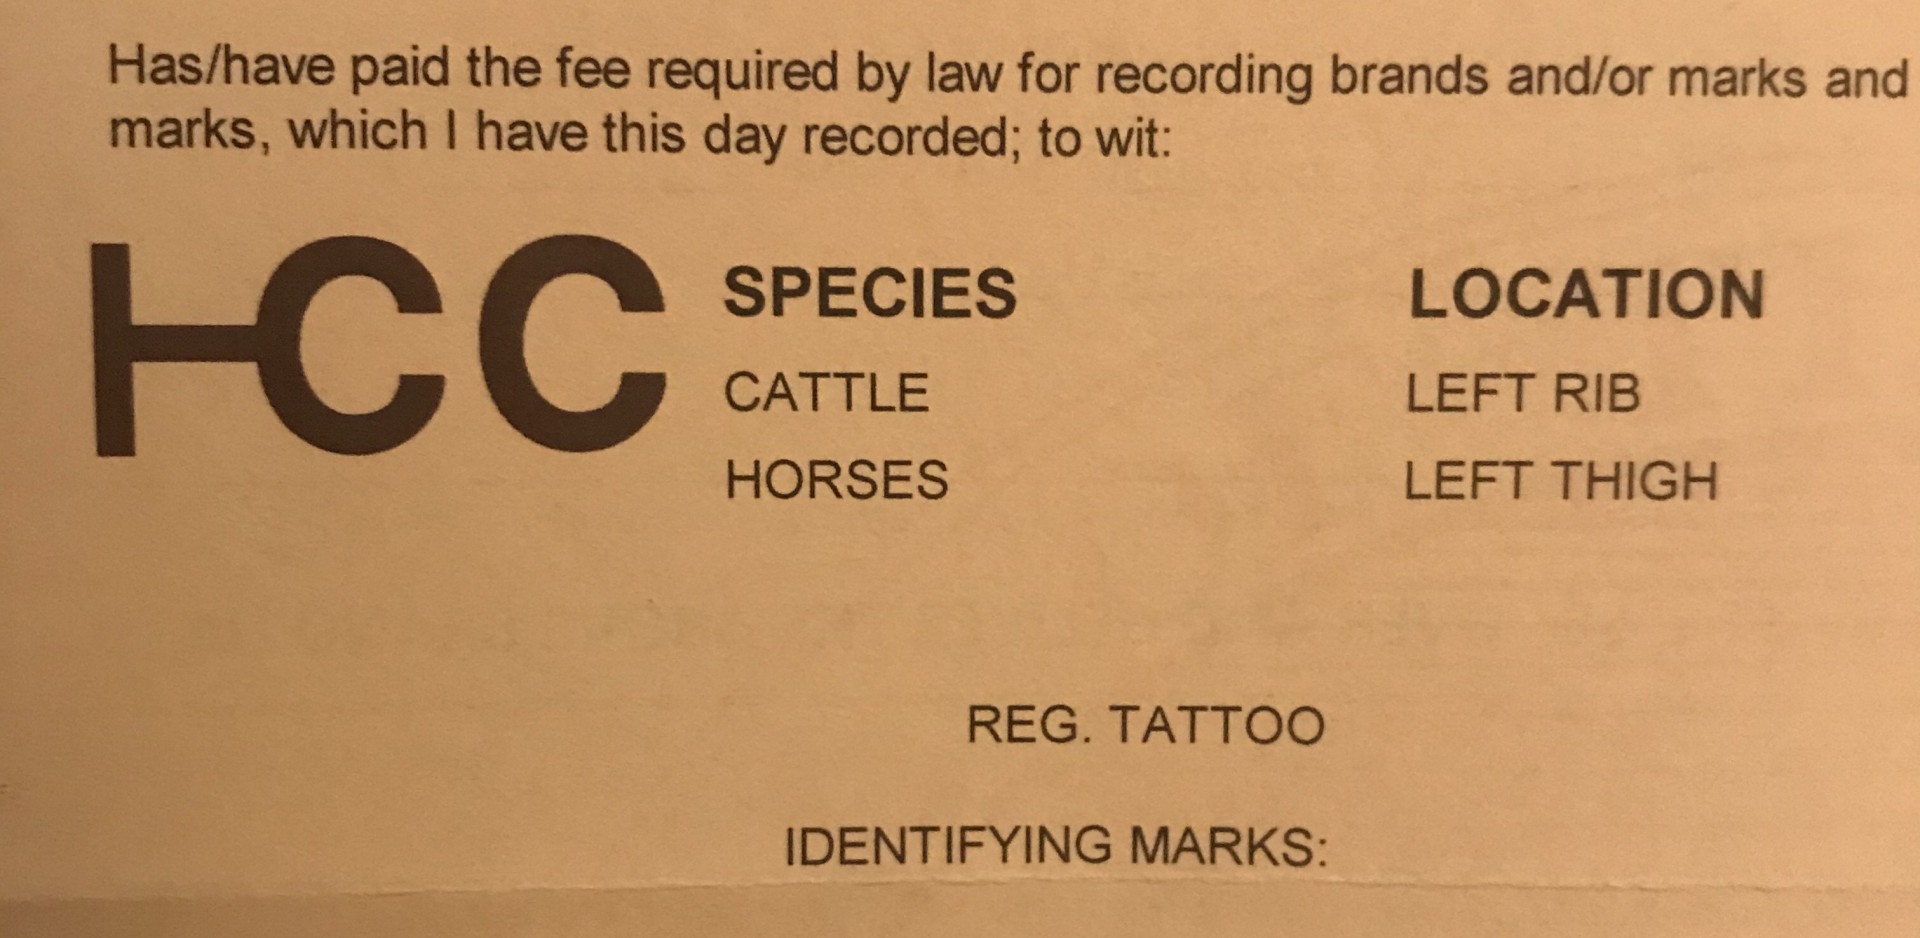 Has/have paid the fee required by law for recording brands and/or marks and
marks, which I have this day recorded; to wit:
HCC SPECIES LOCATION
CATTLE LEFT RIB
HORSES LEFT THIGH
REG. TATTOO
IDENTIFYING MARKS: